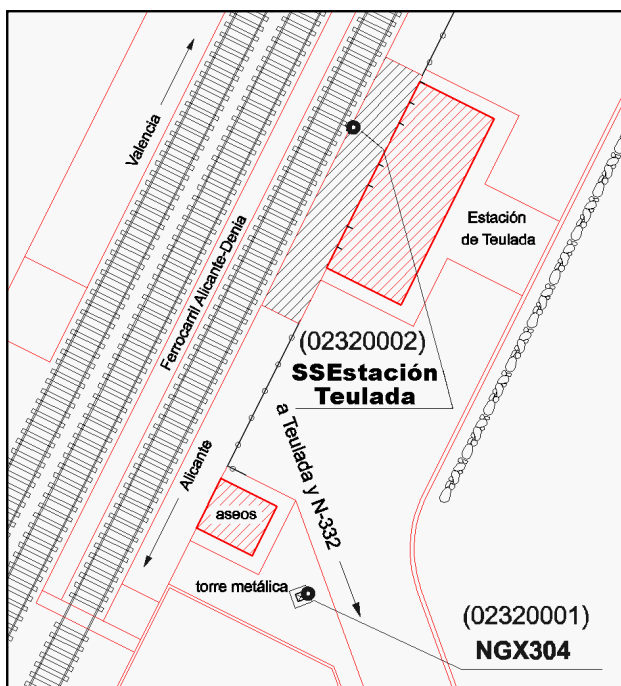 Valencia
Ferrocarril Alicante-Denia
Estación
de Teulada
(02320002)
SSEstación
Teulada
a Teulada y N-332
Alicante
aseos
torre metálica
(02320001)
NGX304